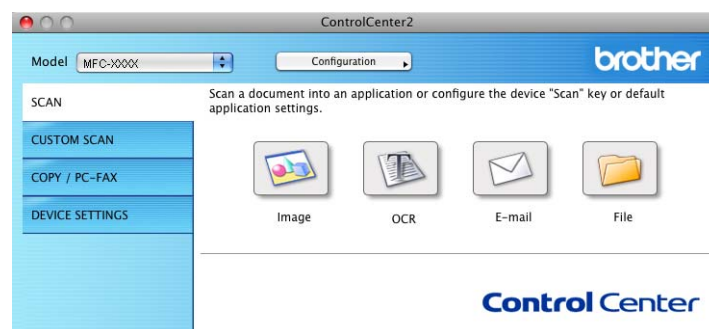 ControlCenter2
Model MFC-XXXX Configuration brother
SCAN
CUSTOM SCAN
COPY / PC-FAX
DEVICE SETTINGS
Scan a document into an application or configure the device "Scan" key or default
application settings.
Image OCR E-mail File
Control Center